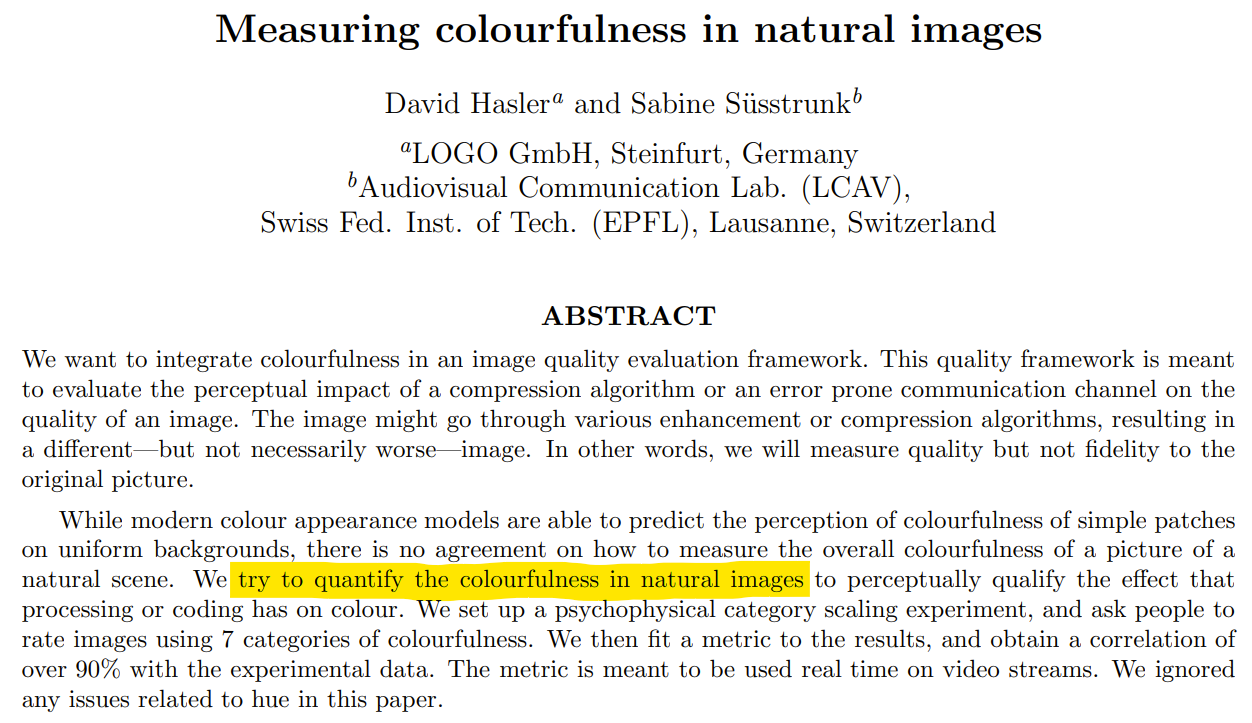 Measuring colourfulness in natural images
David Hasler^a and Sabine Süsstrunk^b
^aLOGO GmbH, Steinfurt, Germany
^bAudiovisual Communication Lab. (LCAV),
Swiss Fed. Inst. of Tech. (EPFL), Lausanne, Switzerland
ABSTRACT
We want to integrate colourfulness in an image quality evaluation framework. This quality framework is meant
to evaluate the perceptual impact of a compression algorithm or an error prone communication channel on the
quality of an image. The image might go through various enhancement or compression algorithms, resulting in
a different—but not necessarily worse—image. In other words, we will measure quality but not fidelity to the
original picture.
While modern colour appearance models are able to predict the perception of colourfulness of simple patches
on uniform backgrounds, there is no agreement on how to measure the overall colourfulness of a picture of a
natural scene. We try to quantify the colourfulness in natural images to perceptually qualify the effect that
processing or coding has on colour. We set up a psychophysical category scaling experiment, and ask people to
rate images using 7 categories of colourfulness. We then fit a metric to the results, and obtain a correlation of
over 90% with the experimental data. The metric is meant to be used real time on video streams. We ignored
any issues related to hue in this paper.